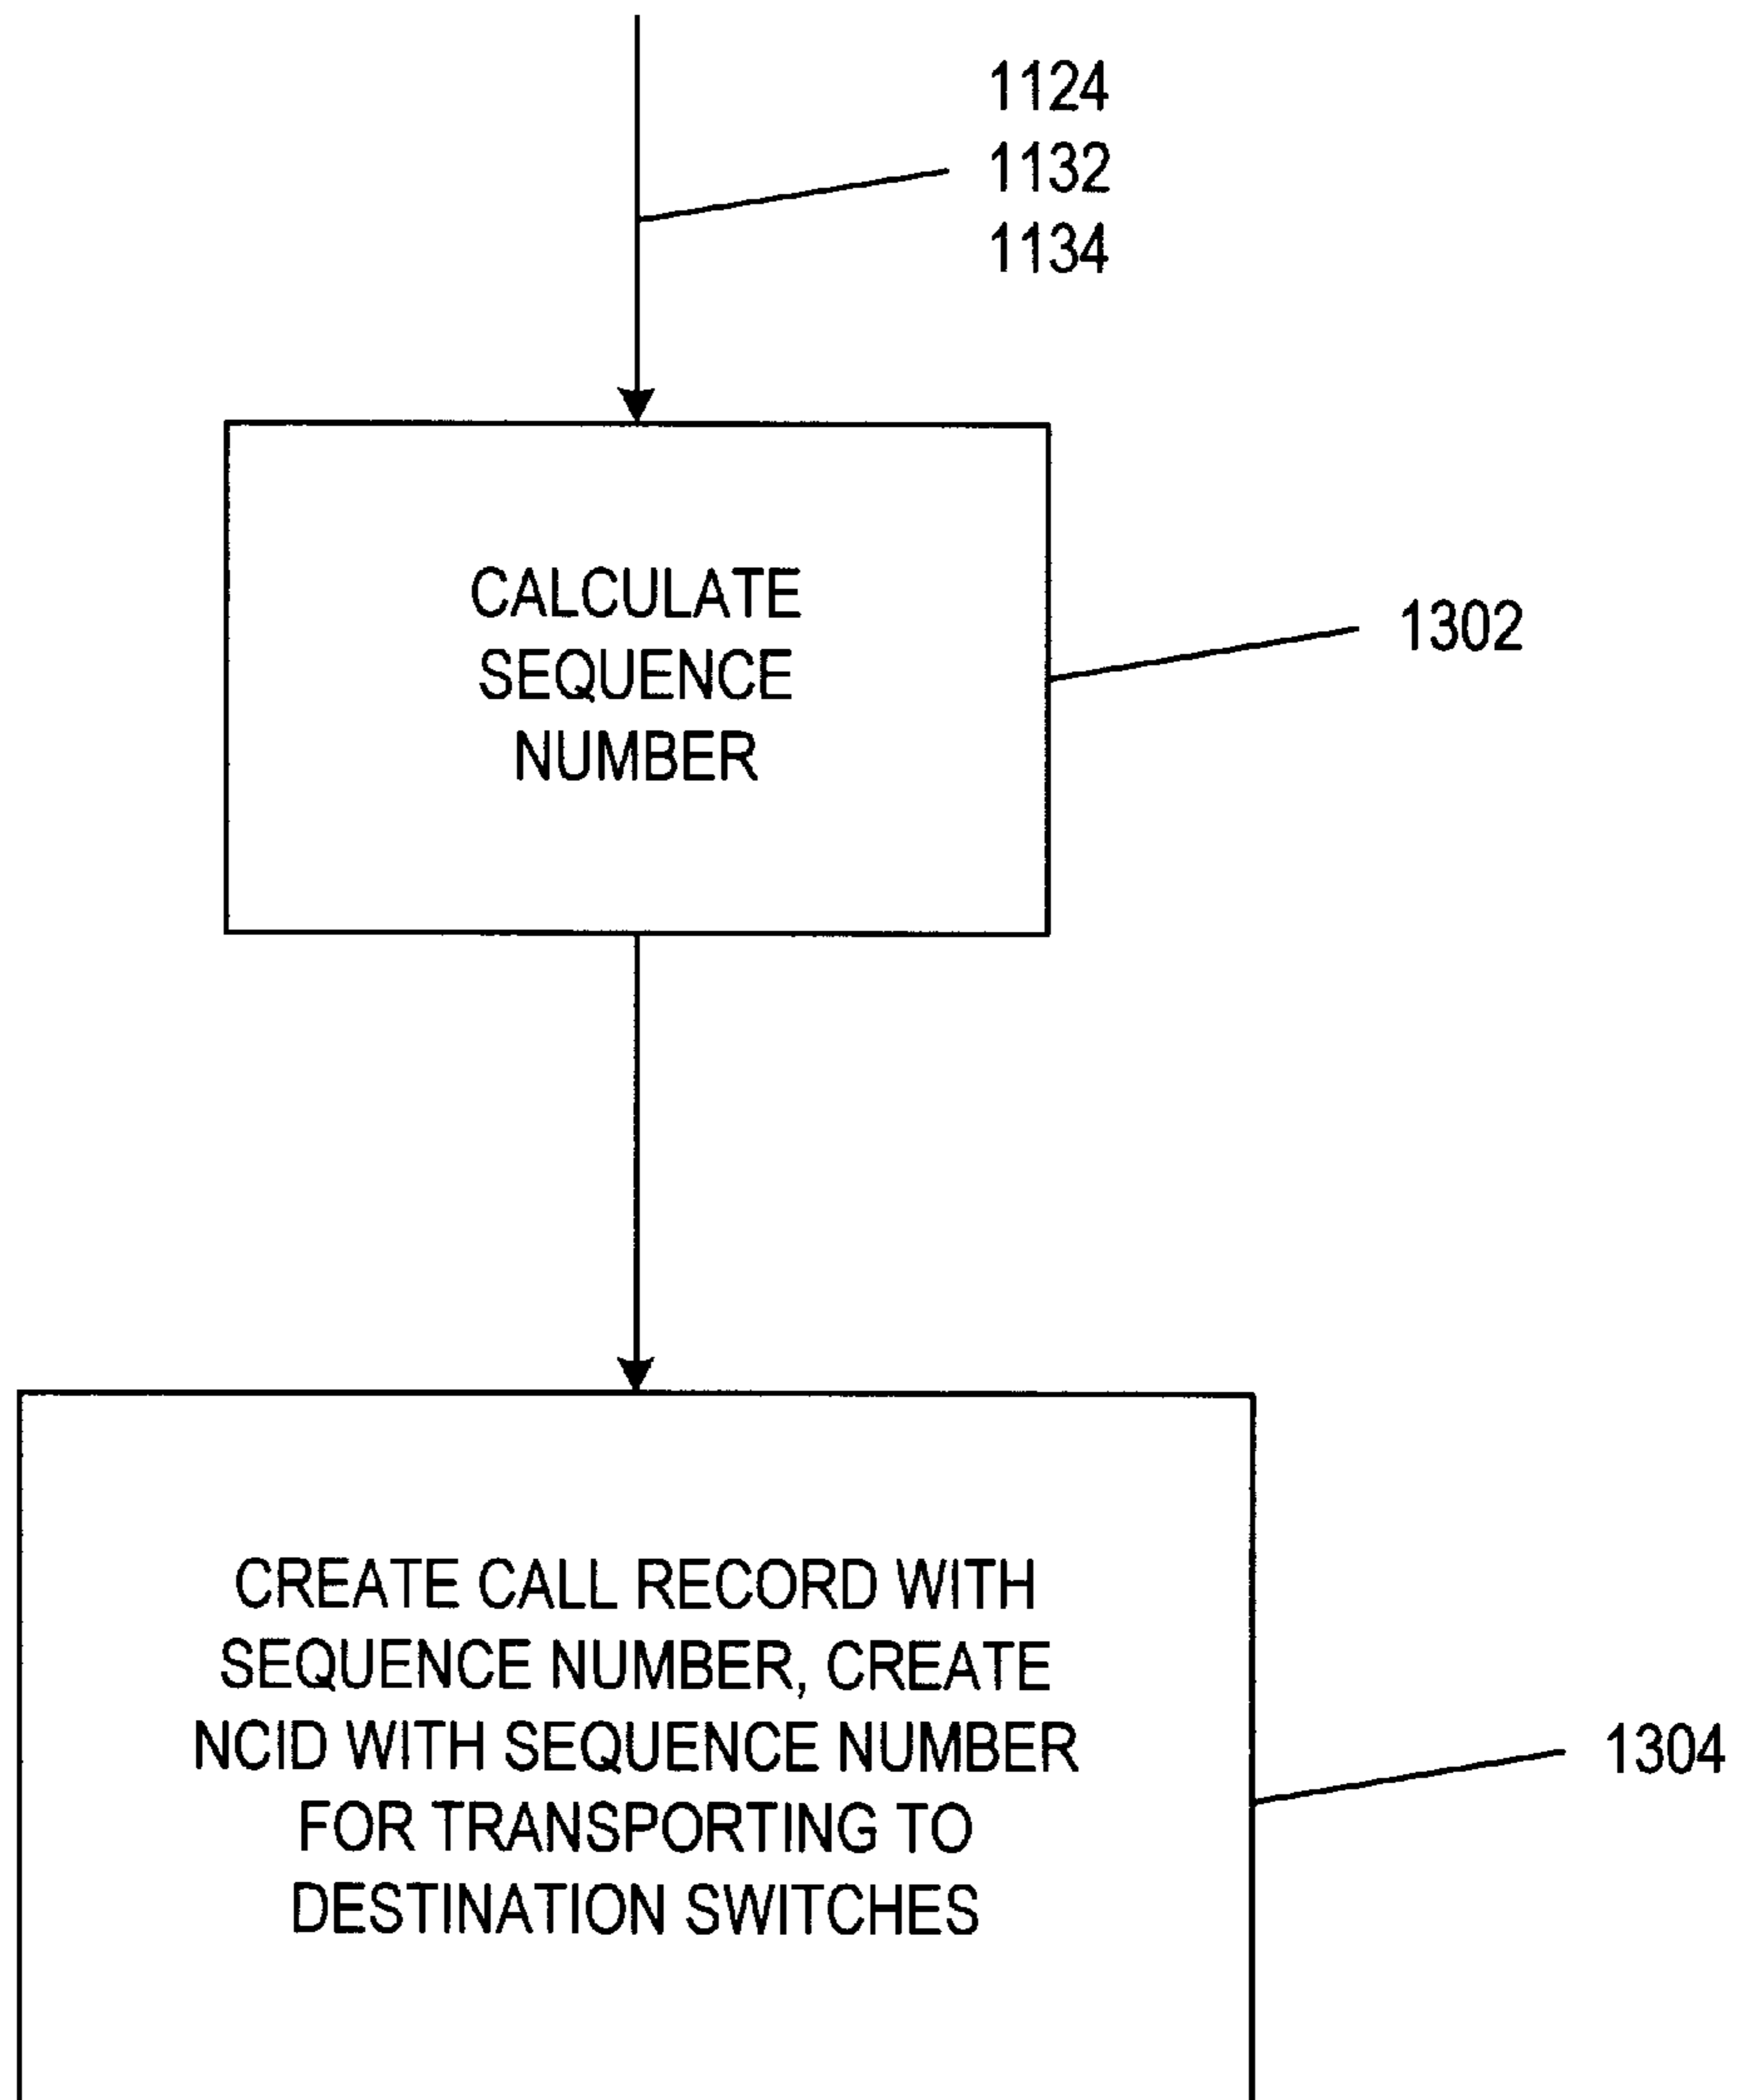 1124
1132
1134
CALCULATE
SEQUENCE
NUMBER
1302
CREATE CALL RECORD WITH
SEQUENCE NUMBER, CREATE
NCID WITH SEQUENCE NUMBER
FOR TRANSPORTING TO
DESTINATION SWITCHES
1304